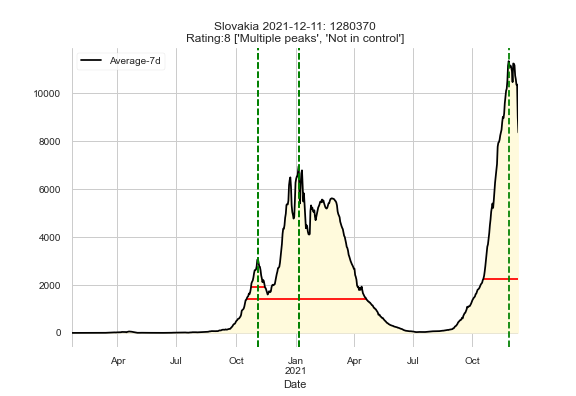 Slovakia 2021-12-11: 1280370
Rating:8 ['Multiple peaks', 'Not in control']
Average-7d
10000
8000
6000
4000
2000
0
Apr
Jul
Oct
Jan
2021
Apr
Jul
Oct
Date